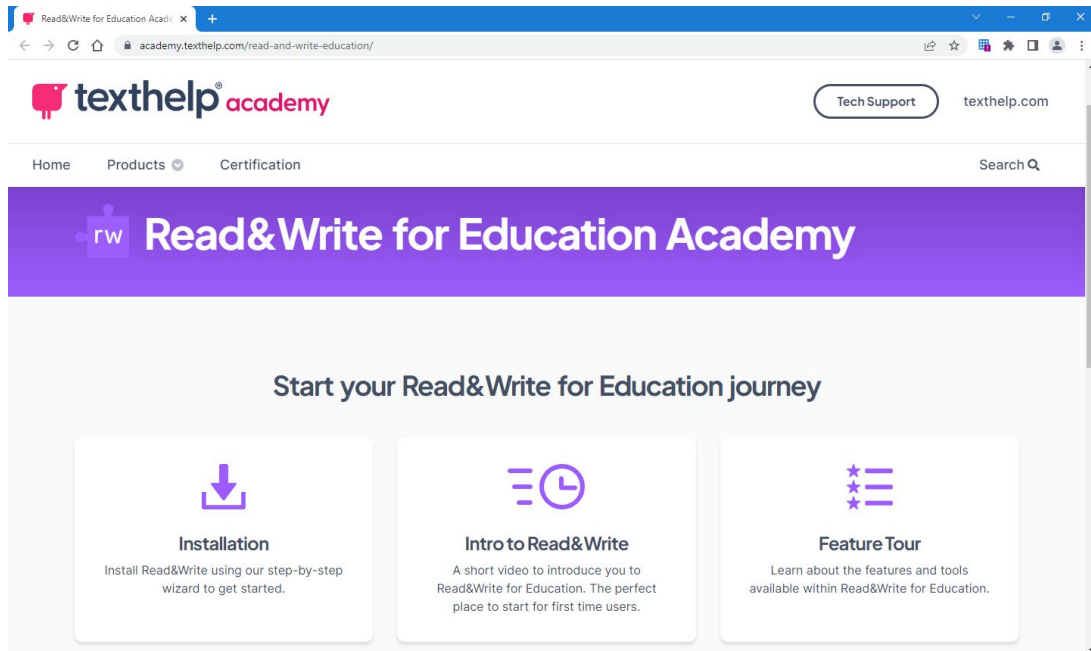 Read&Write for Education Acade
academy.texthelp.com/read-and-write-education/
texthelp® academy
Tech Support
texthelp.com
Home
Products
Certification
Search
rw
Read&Write for Education Academy
Start your Read&Write for Education journey
Installation
Install Read&Write using our step-by-step
wizard to get started.
Intro to Read&Write
A short video to introduce you to
Read&Write for Education. The perfect
place to start for first time users.
Feature Tour
Learn about the features and tools
available within Read&Write for Education.